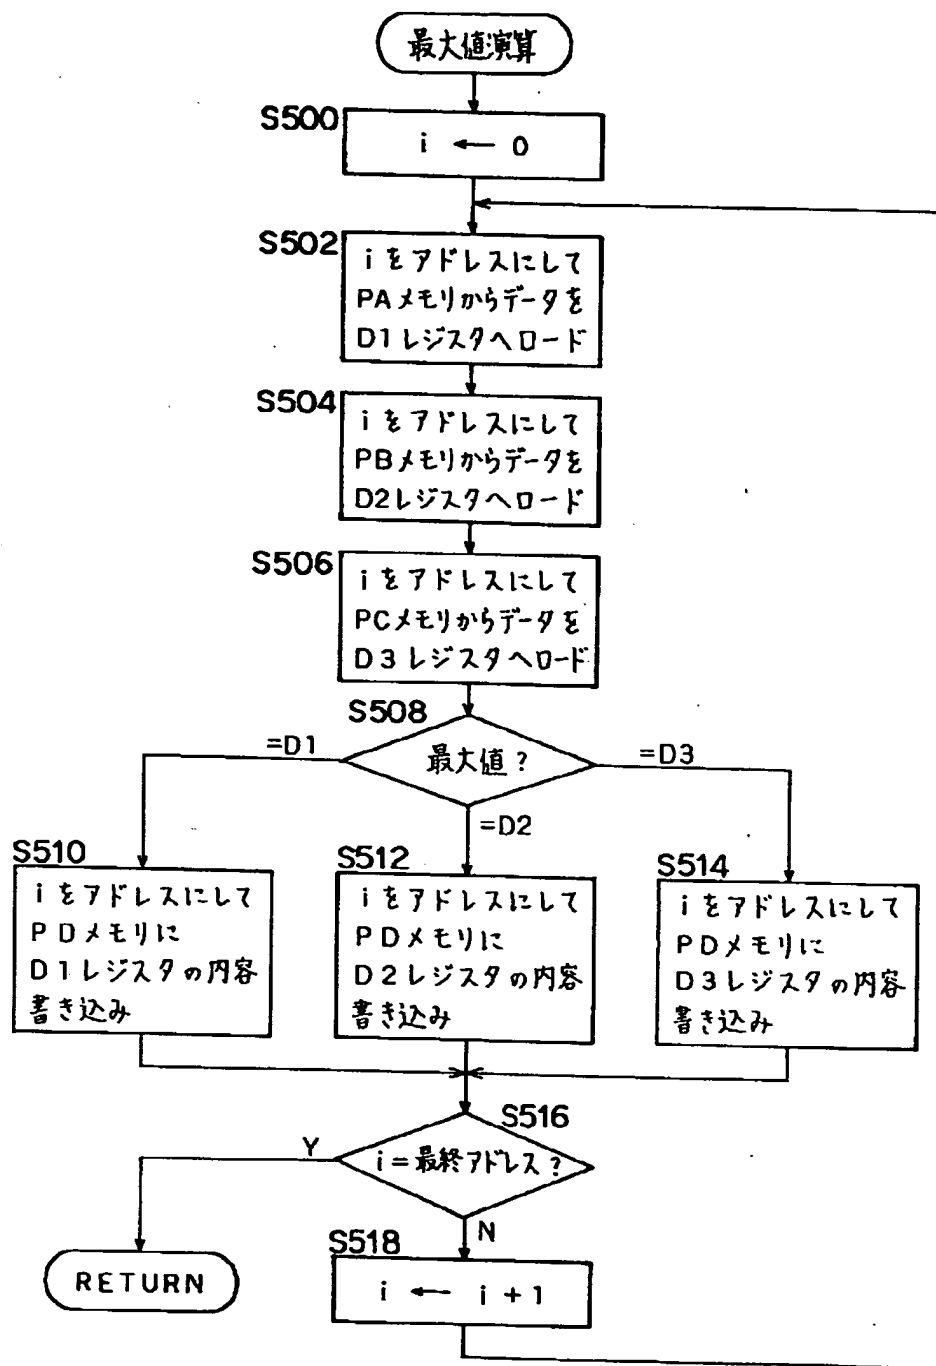 最大値演算
S500
i ← 0
S502
iをアドレスにして
PAメモリからデータを
D1レジスタへロード
S504
iをアドレスにして
PBメモリからデータを
D2レジスタへロード
S506
iをアドレスにして
PCメモリからデータを
D3レジスタへロード
S508
最大値?
=D1
=D2
=D3
S510
iをアドレスにして
PDメモリに
D1レジスタの内容
書き込み
S512
iをアドレスにして
PDメモリに
D2レジスタの内容
書き込み
S514
iをアドレスにして
PDメモリに
D3レジスタの内容
書き込み
S516
i=最終アドレス?
Y
N
RETURN
S518
i ← i+1